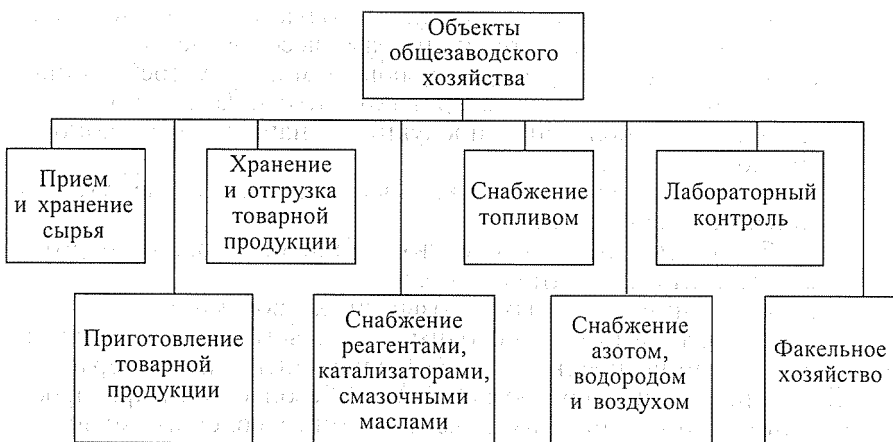 Объекты
общезаводского
хозяйства
Прием
и хранение
сырья
Хранение
и отгрузка
товарной
продукции
Снабжение
топливом
Лабораторный
контроль
Приготовление
товарной
продукции
Снабжение
реагентами,
катализаторами,
смазочными
маслами
Снабжение
азотом,
водородом
и воздухом
Факельное
хозяйство